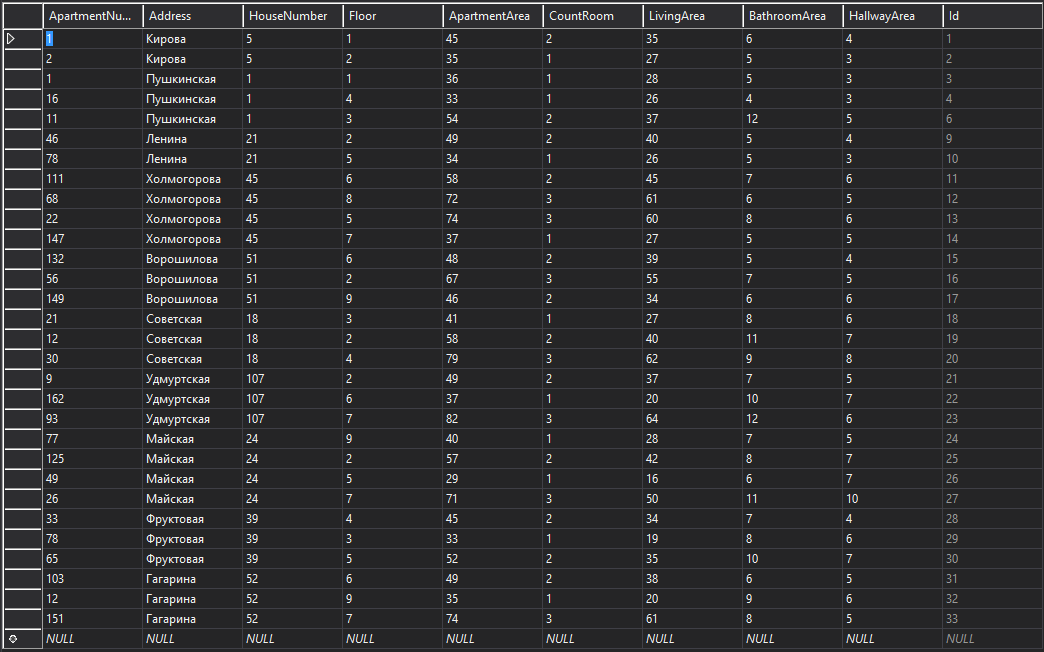 ApartmentNu... Address HouseNumber Floor ApartmentArea CountRoom LivingArea BathroomArea HallwayArea Id
1 Кирова 5 1 45 2 35 6 4 1
2 Кирова 5 2 35 1 27 5 3 2
1 Пушкинская 1 1 36 1 28 5 3 3
16 Пушкинская 1 4 33 1 26 4 3 4
11 Пушкинская 1 3 54 2 37 12 5 6
46 Ленина 21 2 49 2 40 5 4 9
78 Ленина 21 5 34 1 26 5 3 10
111 Холмогорова 45 6 58 2 45 7 6 11
68 Холмогорова 45 8 72 3 61 6 5 12
22 Холмогорова 45 5 74 3 60 8 6 13
147 Холмогорова 45 7 37 1 27 5 5 14
132 Ворошилова 51 6 48 2 39 5 4 15
56 Ворошилова 51 2 67 3 55 7 5 16
149 Ворошилова 51 9 46 2 34 6 6 17
21 Советская 18 3 41 1 27 8 6 18
12 Советская 18 2 58 2 40 11 7 19
30 Советская 18 4 79 3 62 9 8 20
9 Удмуртская 107 2 49 2 37 7 5 21
162 Удмуртская 107 6 37 1 20 10 7 22
93 Удмуртская 107 7 82 3 64 12 6 23
77 Майская 24 9 40 1 28 7 5 24
125 Майская 24 2 57 2 42 8 7 25
49 Майская 24 5 29 1 16 6 7 26
26 Майская 24 7 71 3 50 11 10 27
33 Фруктовая 39 4 45 2 34 7 4 28
78 Фруктовая 39 3 33 1 19 8 6 29
65 Фруктовая 39 5 52 2 35 10 7 30
103 Гагарина 52 6 49 2 38 6 5 31
12 Гагарина 52 9 35 1 20 9 6 32
151 Гагарина 52 7 74 3 61 8 5 33
NULL NULL NULL NULL NULL NULL NULL NULL NULL NULL